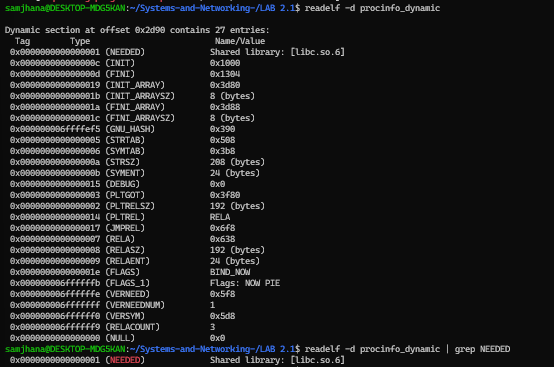 samjhana@DESKTOP-MDG5KAN:~/Systems-and-Networking-/LAB 2.1$ readelf -d procinfo_dynamic

Dynamic section at offset 0x2d90 contains 27 entries:
  Tag        Type                         Name/Value
 0x0000000000000001 (NEEDED)             Shared library: [libc.so.6]
 0x000000000000000c (INIT)               0x1000
 0x000000000000000d (FINI)               0x1304
 0x0000000000000019 (INIT_ARRAY)         0x3d80
 0x000000000000001b (INIT_ARRAYSZ)       8 (bytes)
 0x000000000000001a (FINI_ARRAY)         0x3d88
 0x000000000000001c (FINI_ARRAYSZ)       8 (bytes)
 0x000000006ffffef5 (GNU_HASH)           0x390
 0x0000000000000005 (STRTAB)             0x508
 0x0000000000000006 (SYMTAB)             0x3b8
 0x000000000000000a (STRSZ)              208 (bytes)
 0x000000000000000b (SYMENT)             24 (bytes)
 0x0000000000000015 (DEBUG)              0x0
 0x0000000000000003 (PLTGOT)             0x3f80
 0x0000000000000002 (PLTRELSZ)           192 (bytes)
 0x0000000000000014 (PLTREL)             RELA
 0x0000000000000017 (JMPREL)             0x6f8
 0x0000000000000007 (RELA)               0x638
 0x0000000000000008 (RELASZ)             192 (bytes)
 0x0000000000000009 (RELAENT)            24 (bytes)
 0x000000000000001e (FLAGS)              BIND_NOW
 0x000000006ffffffb (FLAGS_1)            Flags: NOW PIE
 0x000000006ffffffe (VERNEED)            0x5f8
 0x000000006fffffff (VERNEEDNUM)         1
 0x000000006ffffff0 (VERSYM)             0x5d8
 0x000000006ffffff9 (RELACOUNT)          3
 0x0000000000000000 (NULL)               0x0
samjhana@DESKTOP-MDG5KAN:~/Systems-and-Networking-/LAB 2.1$ readelf -d procinfo_dynamic | grep NEEDED
 0x0000000000000001 (NEEDED)             Shared library: [libc.so.6]